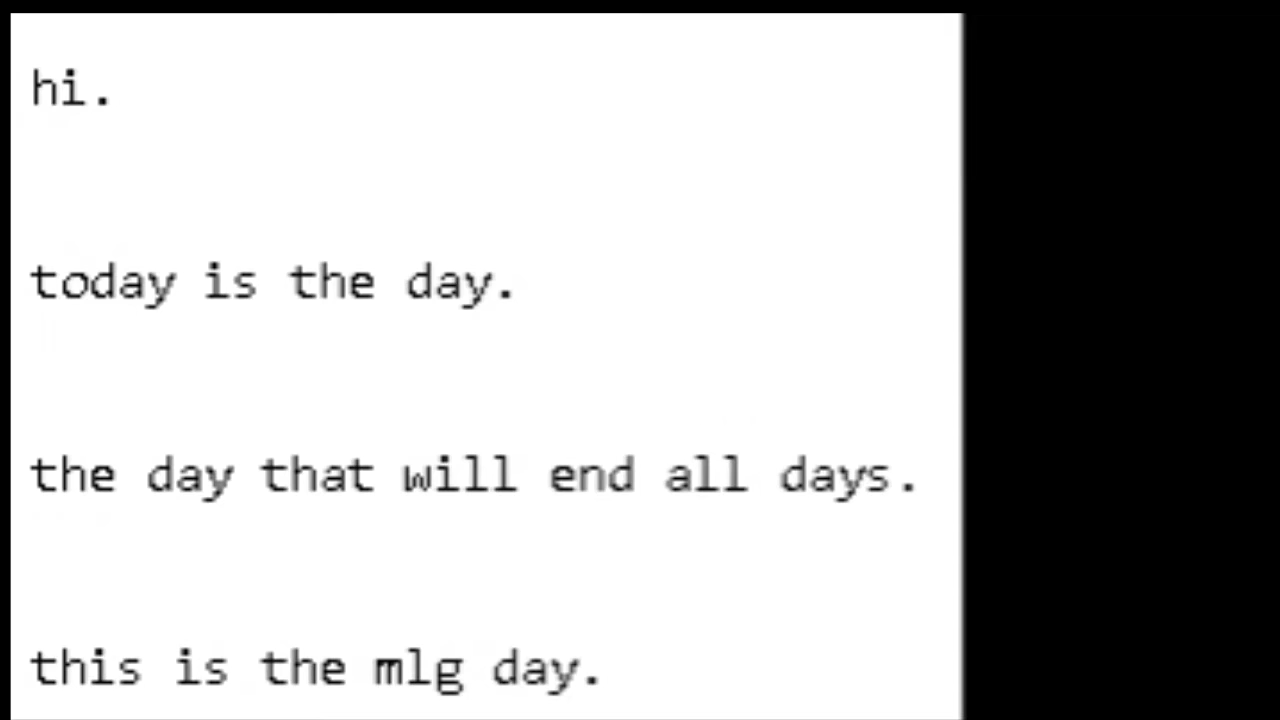 hi.
today is the day.
the day that will end all days.
this is the mlg day.